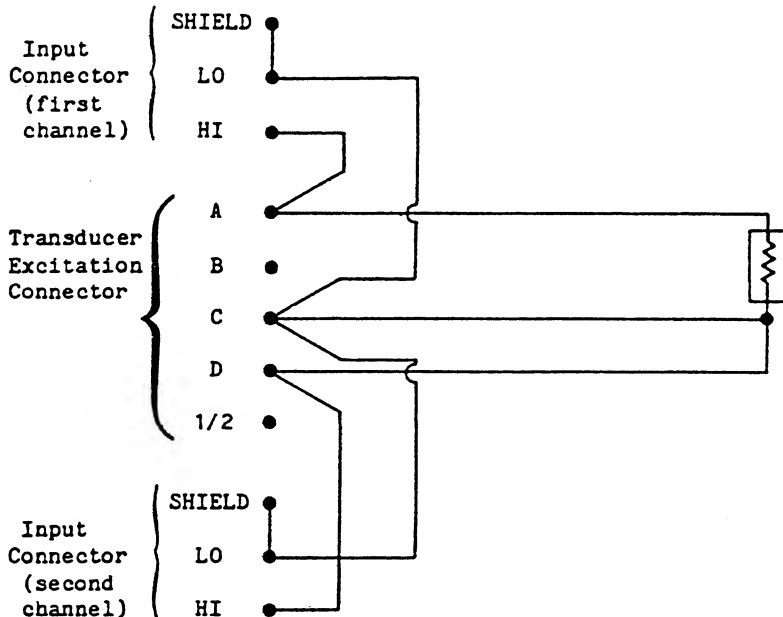 SHIELD
Input
Connector
(first
channel)
LO
HI
Transducer
Excitation
Connector
A
B
C
D
1/2
Input
Connector
(second
channel)
SHIELD
LO
HI